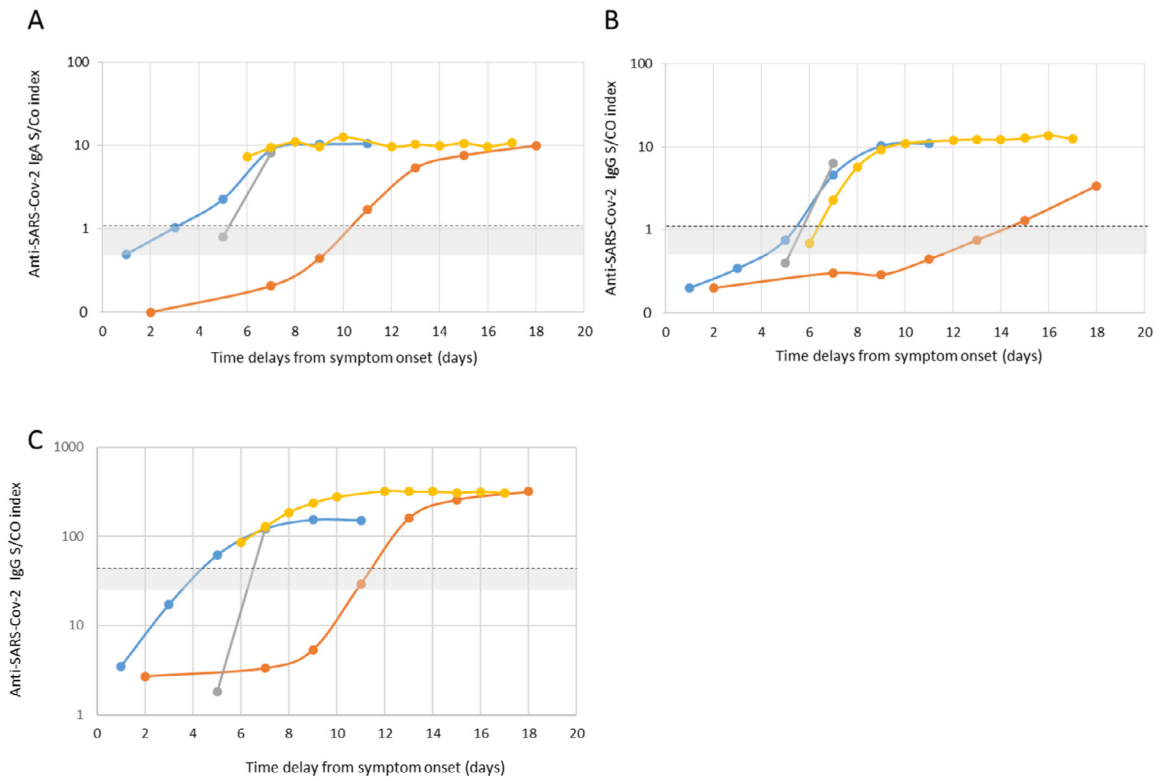 A
Anti-SARS-Cov-2 IgA S/Co index
100
10
1
0
0 2 4 6 8 10 12 14 16 18 20
Time delays from symptom onset (days)
B
Anti-SARS-Cov-2 IgG S/CO index
100
10
1
0
0 2 4 6 8 10 12 14 16 18 20
Time delays from symptom onset (days)
C
Anti-SARS-Cov-2 IgG S/CO index
1000
100
10
1
0 2 4 6 8 10 12 14 16 18 20
Time delay from symptom onset (days)